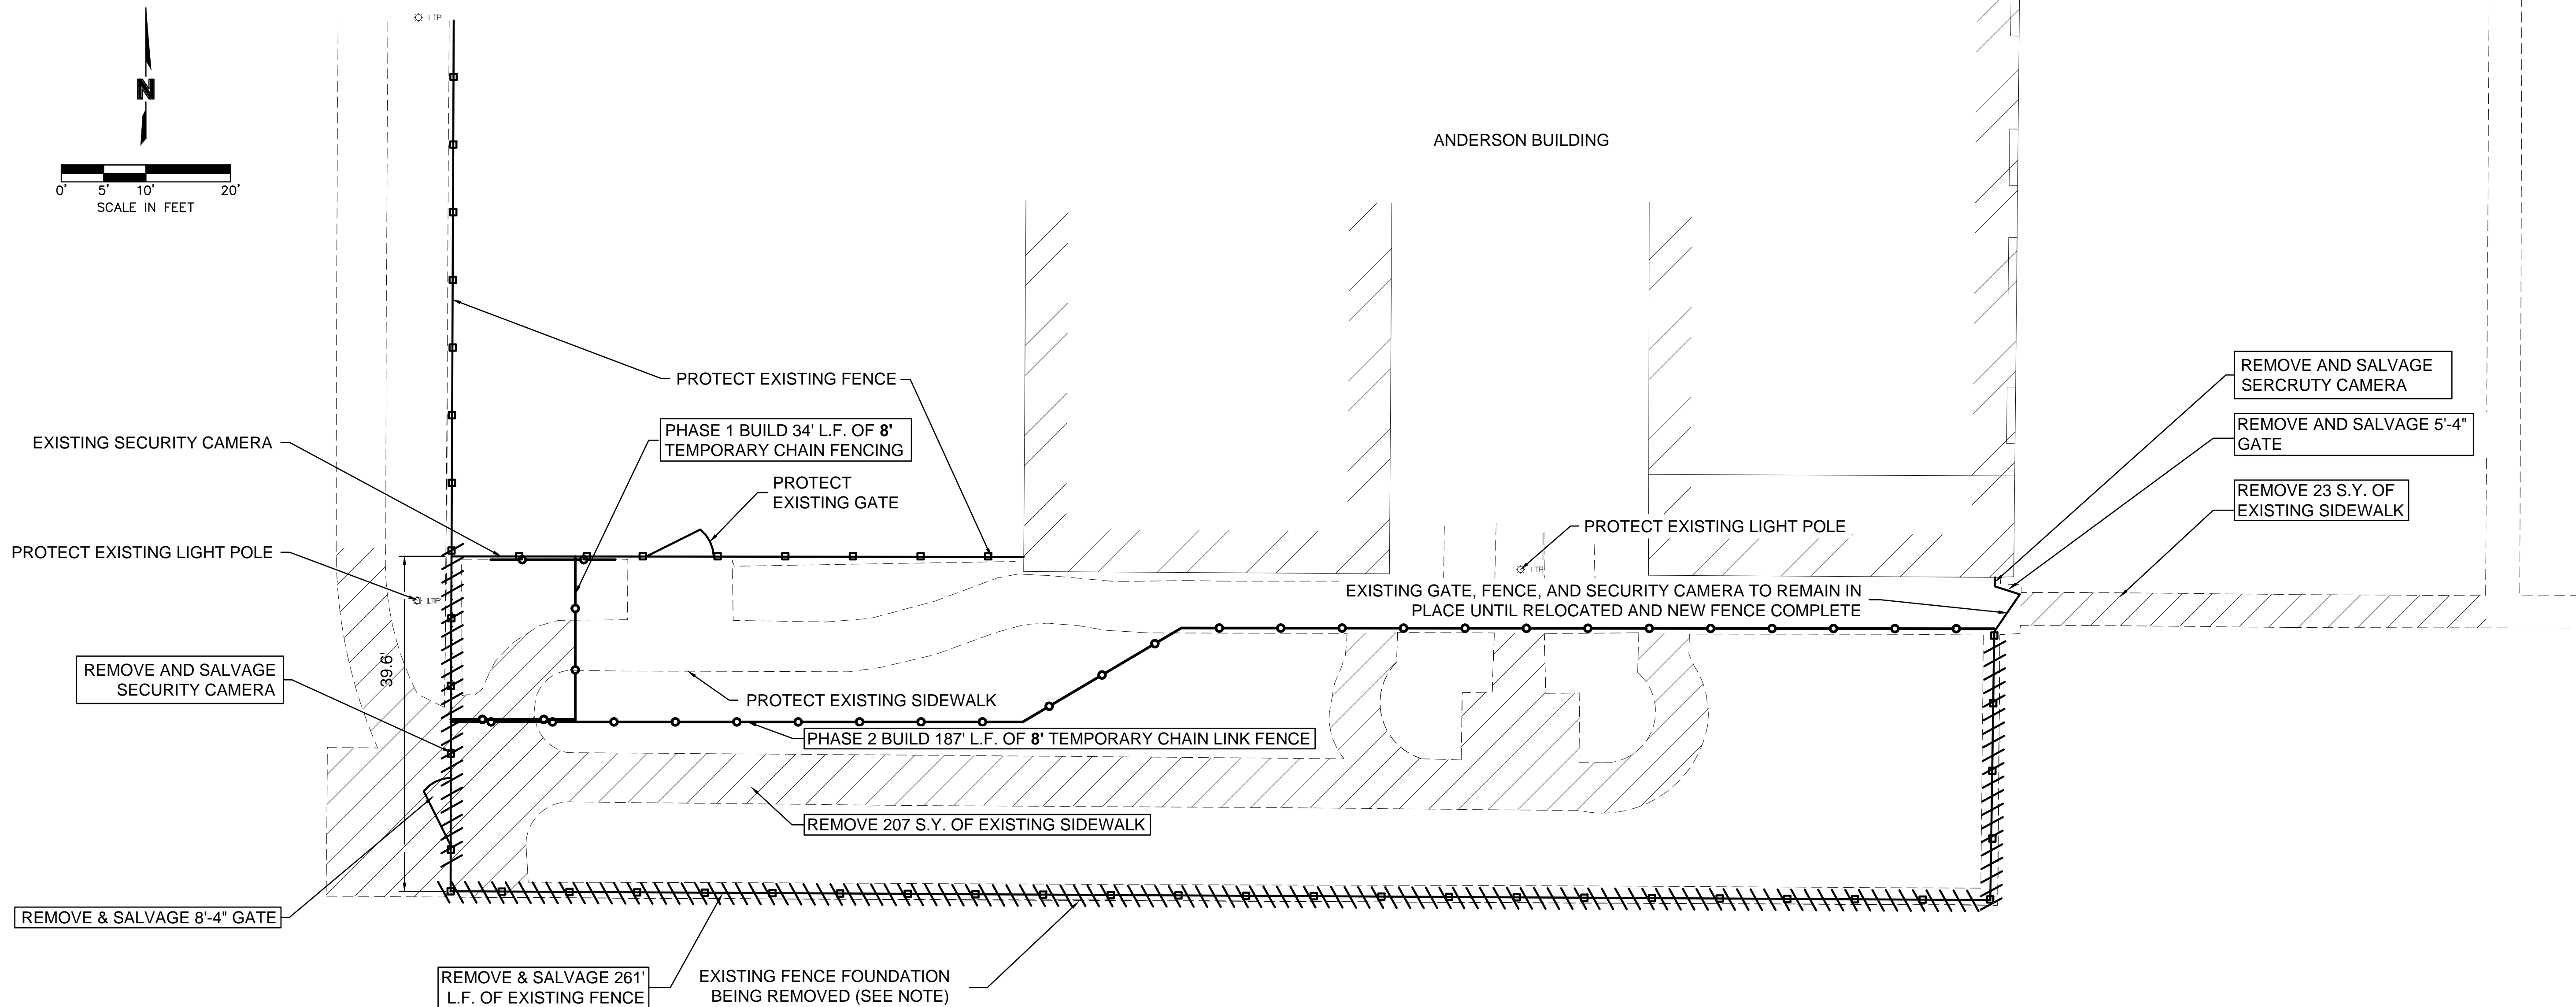 LTP
N
0' 5' 10' 20'
SCALE IN FEET
ANDERSON BUILDING
PROTECT EXISTING FENCE
PHASE 1 BUILD 34' L.F. OF 8'
TEMPORARY CHAIN FENCING
PROTECT
EXISTING GATE
EXISTING SECURITY CAMERA
PROTECT EXISTING LIGHT POLE
LTP
39.6'
REMOVE AND SALVAGE
SECURITY CAMERA
REMOVE & SALVAGE 8'-4" GATE
REMOVE & SALVAGE 261'
L.F. OF EXISTING FENCE
EXISTING FENCE FOUNDATION
BEING REMOVED (SEE NOTE)
PROTECT EXISTING SIDEWALK
PHASE 2 BUILD 187' L.F. OF 8' TEMPORARY CHAIN LINK FENCE
REMOVE 207 S.Y. OF EXISTING SIDEWALK
PROTECT EXISTING LIGHT POLE
LTP
EXISTING GATE, FENCE, AND SECURITY CAMERA TO REMAIN IN
PLACE UNTIL RELOCATED AND NEW FENCE COMPLETE
REMOVE AND SALVAGE
SERCRUTY CAMERA
REMOVE AND SALVAGE 5'-4"
GATE
REMOVE 23 S.Y. OF
EXISTING SIDEWALK